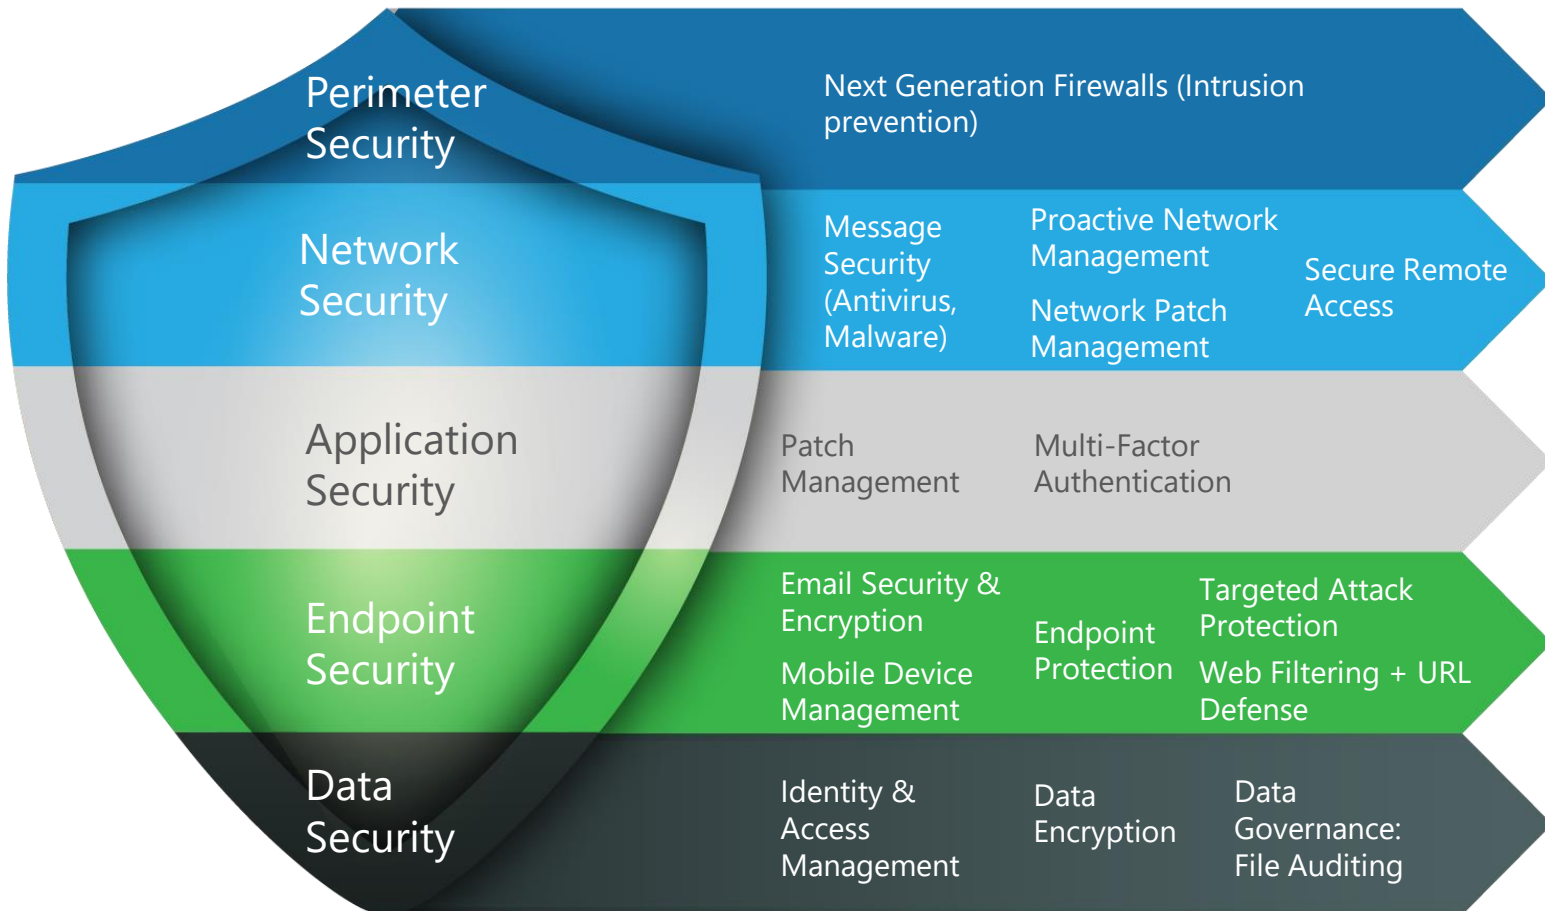 Perimeter
Security
Next Generation Firewalls (Intrusion
prevention)
Network
Security
Message
Security
(Antivirus,
Malware)
Proactive Network
Management
Network Patch
Management
Secure Remote
Access
Application
Security
Patch
Management
Multi-Factor
Authentication
Endpoint
Security
Email Security &
Encryption
Mobile Device
Management
Endpoint
Protection
Targeted Attack
Protection
Web Filtering + URL
Defense
Data
Security
Identity &
Access
Management
Data
Encryption
Data
Governance:
File Auditing